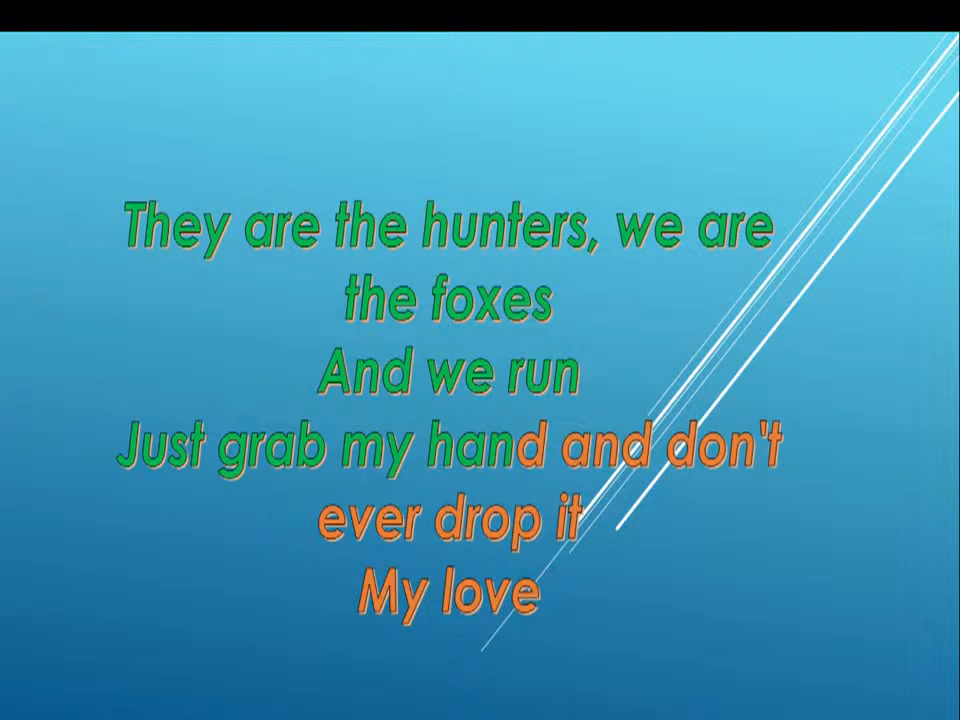 They are the hunters, we are
the foxes
And we run
Just grab my hand and don't
ever drop it
My love